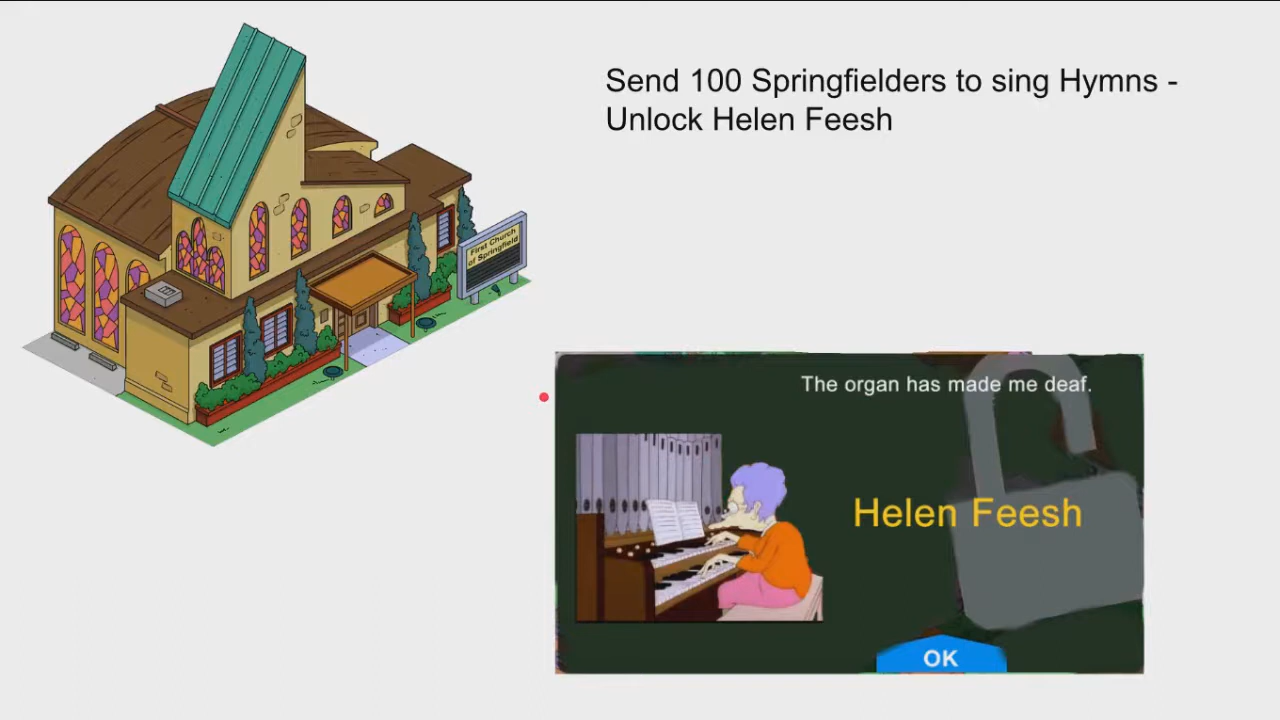 Send 100 Springfielders to sing Hymns -
Unlock Helen Feesh
First Church
of Springfield
The organ has made me deaf.
Helen Feesh
OK